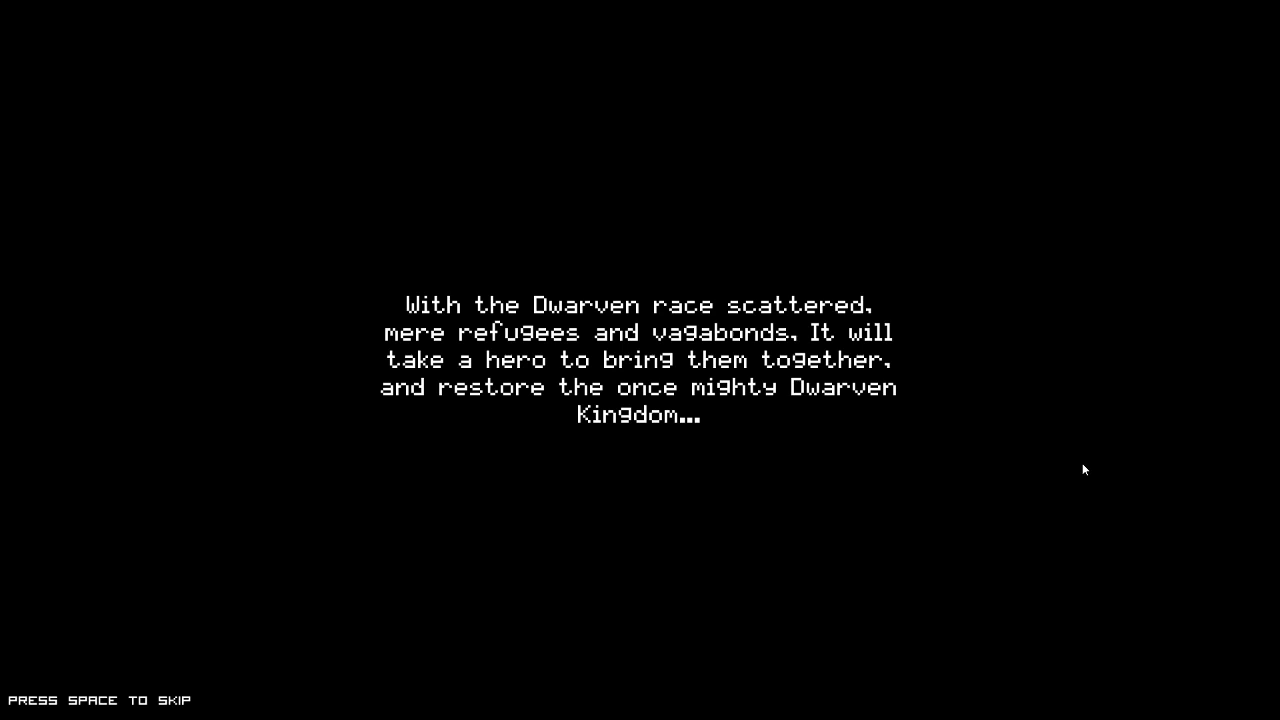 With the Dwarven race scattered,
mere refugees and vagabonds, It will
take a hero to bring them together,
and restore the once mighty Dwarven
Kingdom...
PRESS SPACE TO SKIP